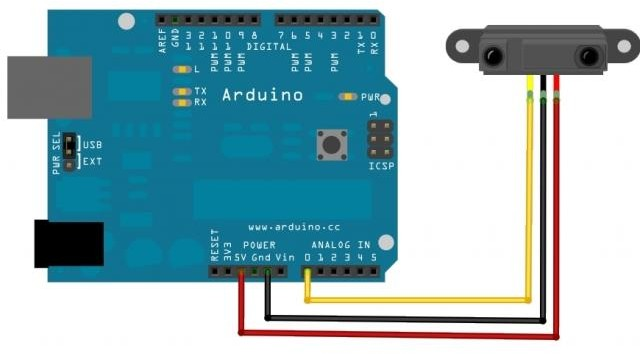 AREF
GND
13 12 11 10 9 8
7 6 5 4 3 2 1 0
PWM PWM PWM
DIGITAL
PWM PWM PWM
TX RX
L
TX
RX
Arduino
PWR
1
ICSP
PWR SEL
USB
EXT
www.arduino.cc
POWER
ANALOG IN
RESET
3V3
5V Gnd Vin
0 1 2 3 4 5